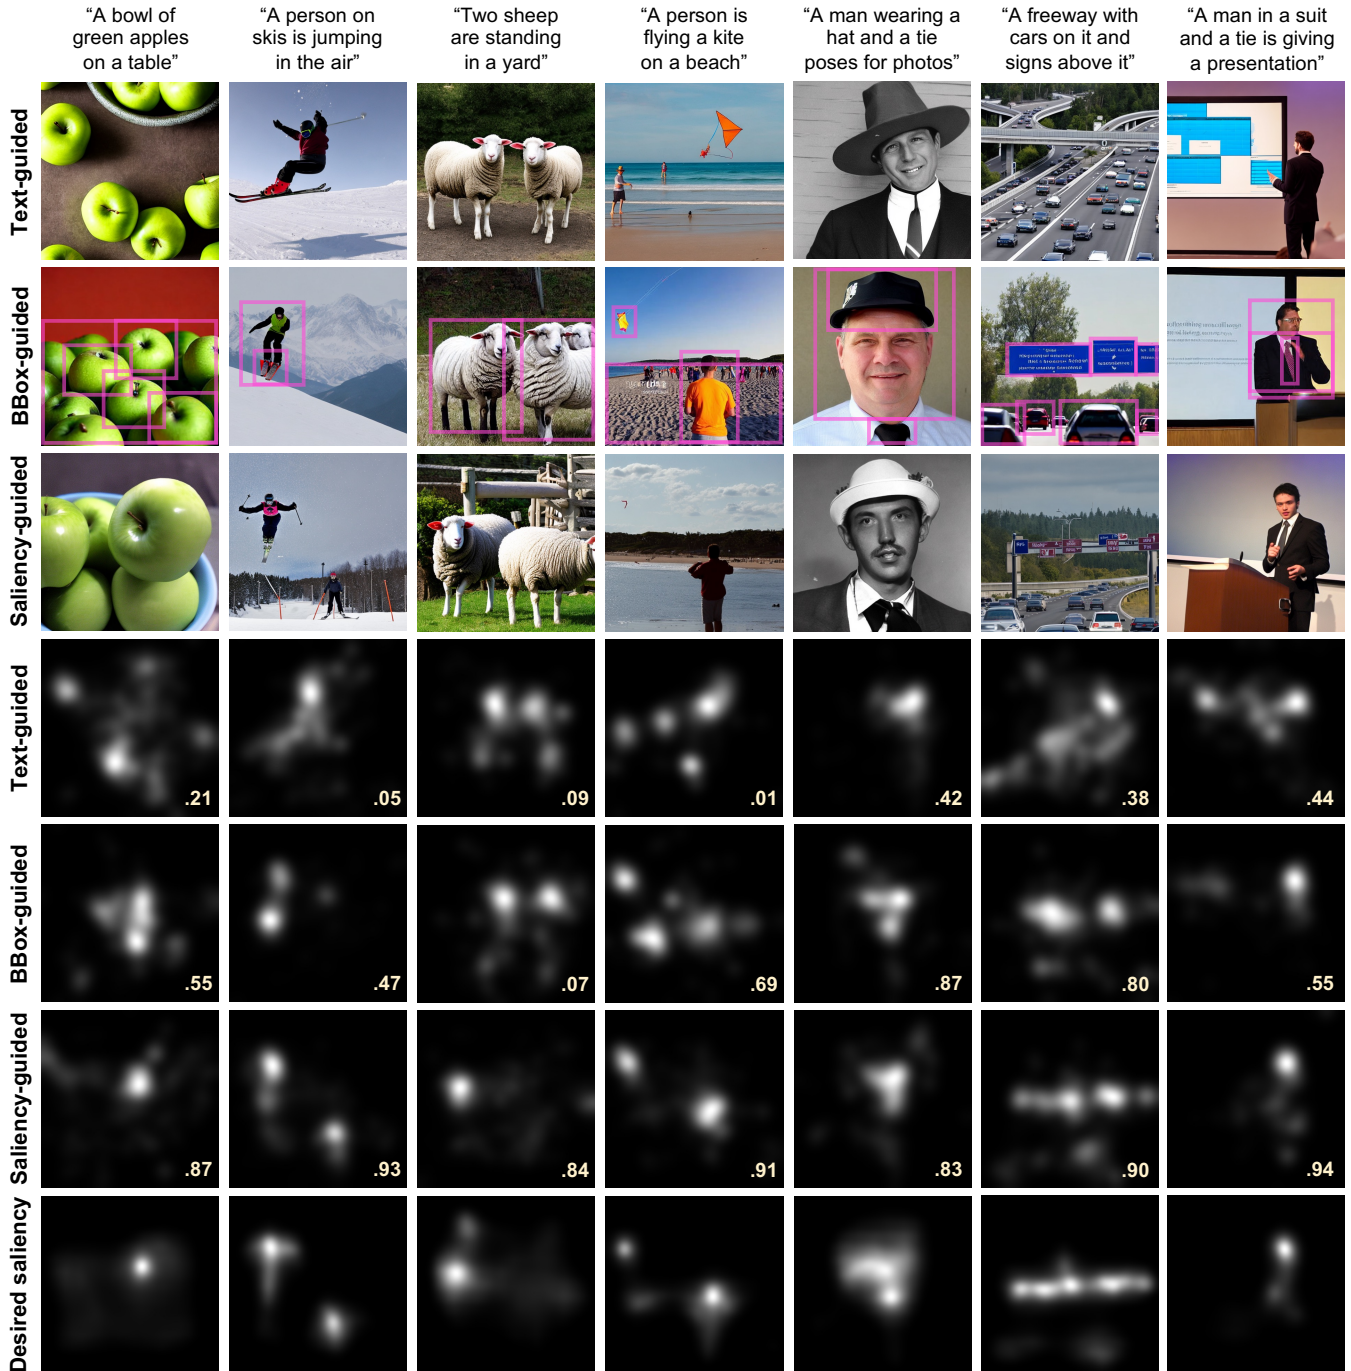 “A bowl of
green apples
on a table”
“A person on
skis is jumping
in the air”
“Two sheep
are standing
in a yard”
“A person is
flying a kite
on a beach”
“A man wearing a
hat and a tie
poses for photos”
“A freeway with
cars on it and
signs above it”
“A man in a suit
and a tie is giving
a presentation”
Text-guided
BBox-guided
Saliency-guided
Text-guided
.21
.05
.09
.01
.42
.38
.44
BBox-guided
.55
.47
.07
.69
.87
.80
.55
Saliency-guided
.87
.93
.84
.91
.83
.90
.94
Desired saliency